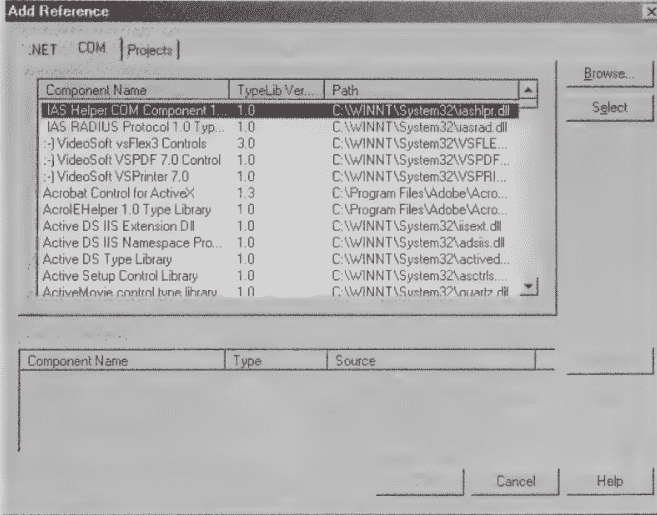 Add Reference
.NET COM Projects
Browse...
Select
Component Name TypeLib Ver... Path
IAS Helper COM Component 1... 1.0 C:\WINNT\System32\iashlpr.dll
IAS RADIUS Protocol 1.0 Typ... 1.0 C:\WINNT\System32\iasrad.dll
:-) VideoSoft vsFlex3 Controls 3.0 C:\WINNT\System32\VSFLE...
:-) VideoSoft VSPDF 7.0 Control 1.0 C:\WINNT\System32\VSPDF...
:-) VideoSoft VSPrinter 7.0 1.0 C:\WINNT\System32\VSPRI...
Acrobat Control for ActiveX 1.3 C:\Program Files\Adobe\Acro...
AcroIEHelper 1.0 Type Library 1.0 C:\Program Files\Adobe\Acro...
Active DS IIS Extension Dll 1.0 C:\WINNT\System32\iisext.dll
Active DS IIS Namespace Pro... 1.0 C:\WINNT\System32\adsiis.dll
Active DS Type Library 1.0 C:\WINNT\System32\actived...
Active Setup Control Library 1.0 C:\WINNT\System32\asctrls....
ActiveMovie control type library 1.0 C:\WINNT\System32\quartz.dll
Component Name Type Source
Cancel Help